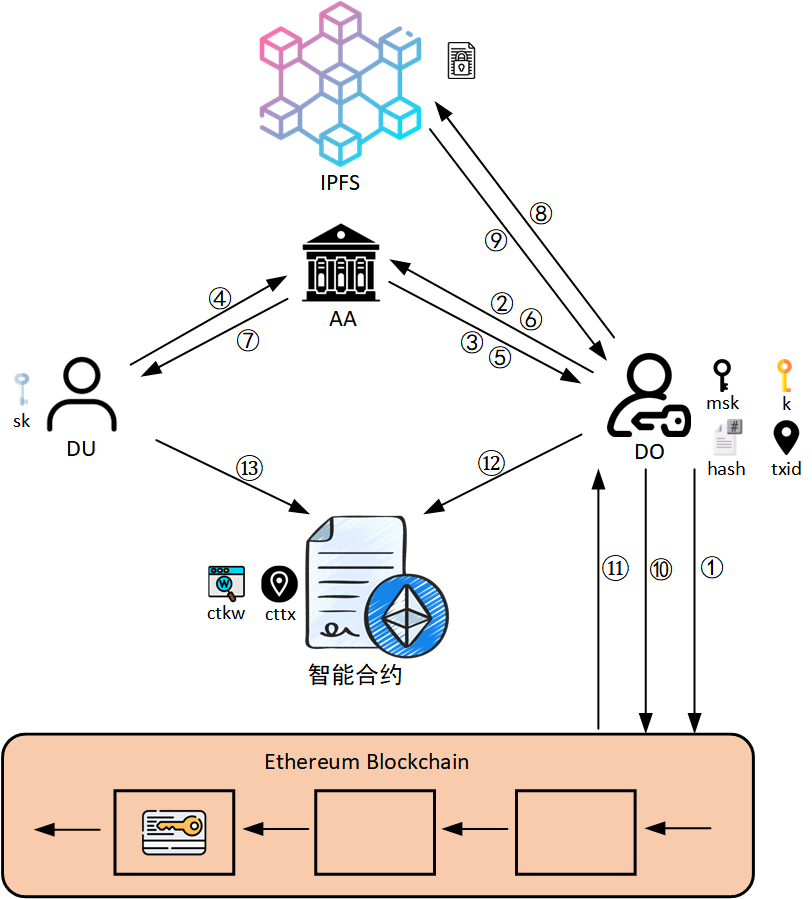 IPFS
⑧
⑨
AA
④
②
⑥
⑦
③
⑤
sk
DU
msk
k
DO
hash
txid
#
⑬
⑫
W
ctkw
cttx
智能合约
⑪
⑩
①
Ethereum Blockchain